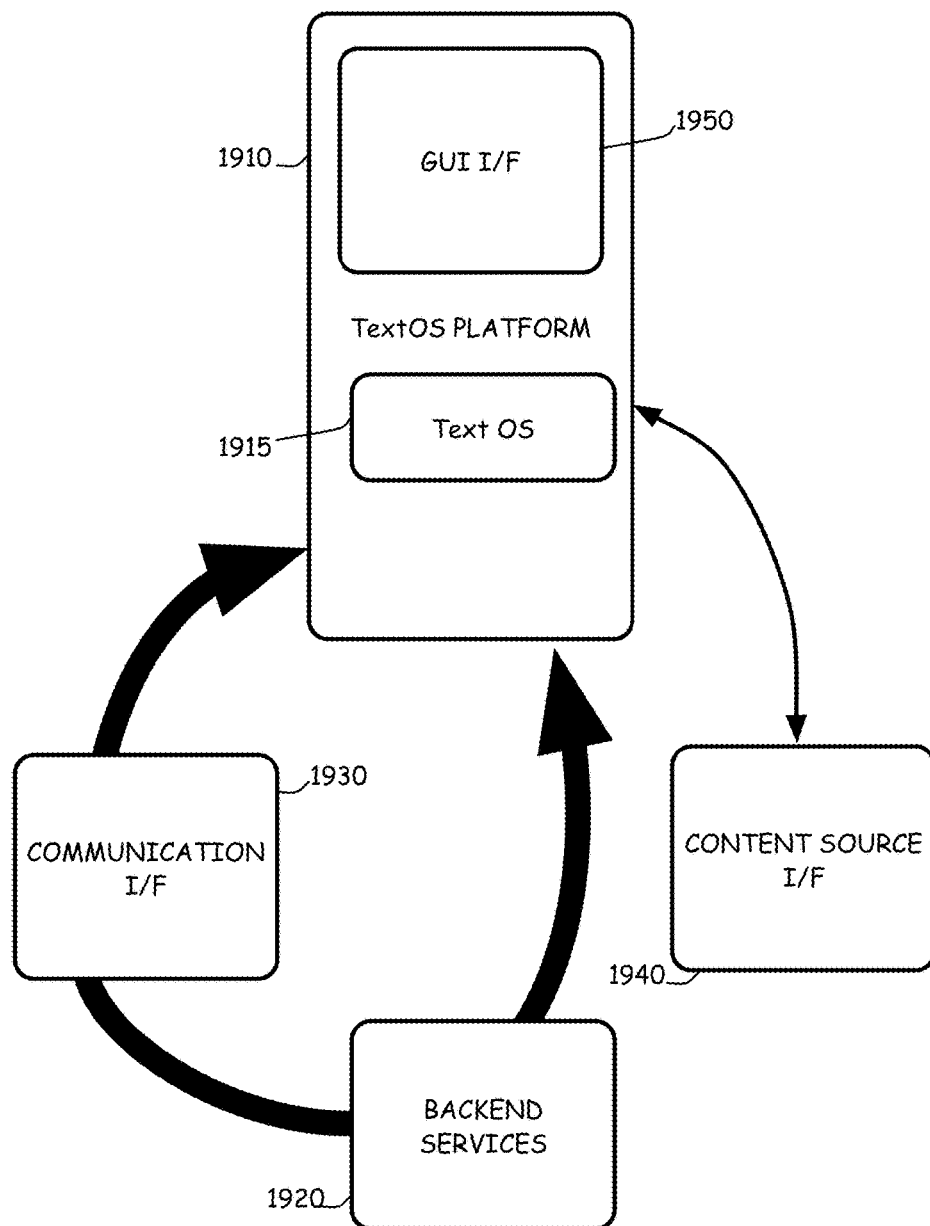 1950
1910
GUI I/F
TextOS PLATFORM
1915
Text OS
1930
COMMUNICATION
I/F
CONTENT SOURCE
I/F
1940
BACKEND
SERVICES
1920